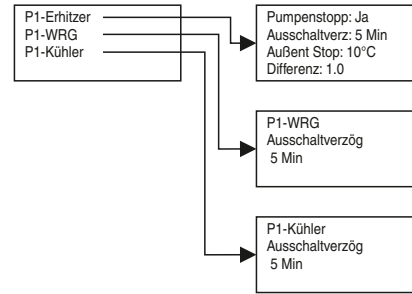 P1-Erhitzer
P1-WRG
P1-Kühler
Pumpenstopp: Ja
Ausschaltverz: 5 Min
Außent Stop: 10°C
Differenz: 1.0
P1-WRG
Ausschaltverzög
5 Min
P1-Kühler
Ausschaltverzög
5 Min